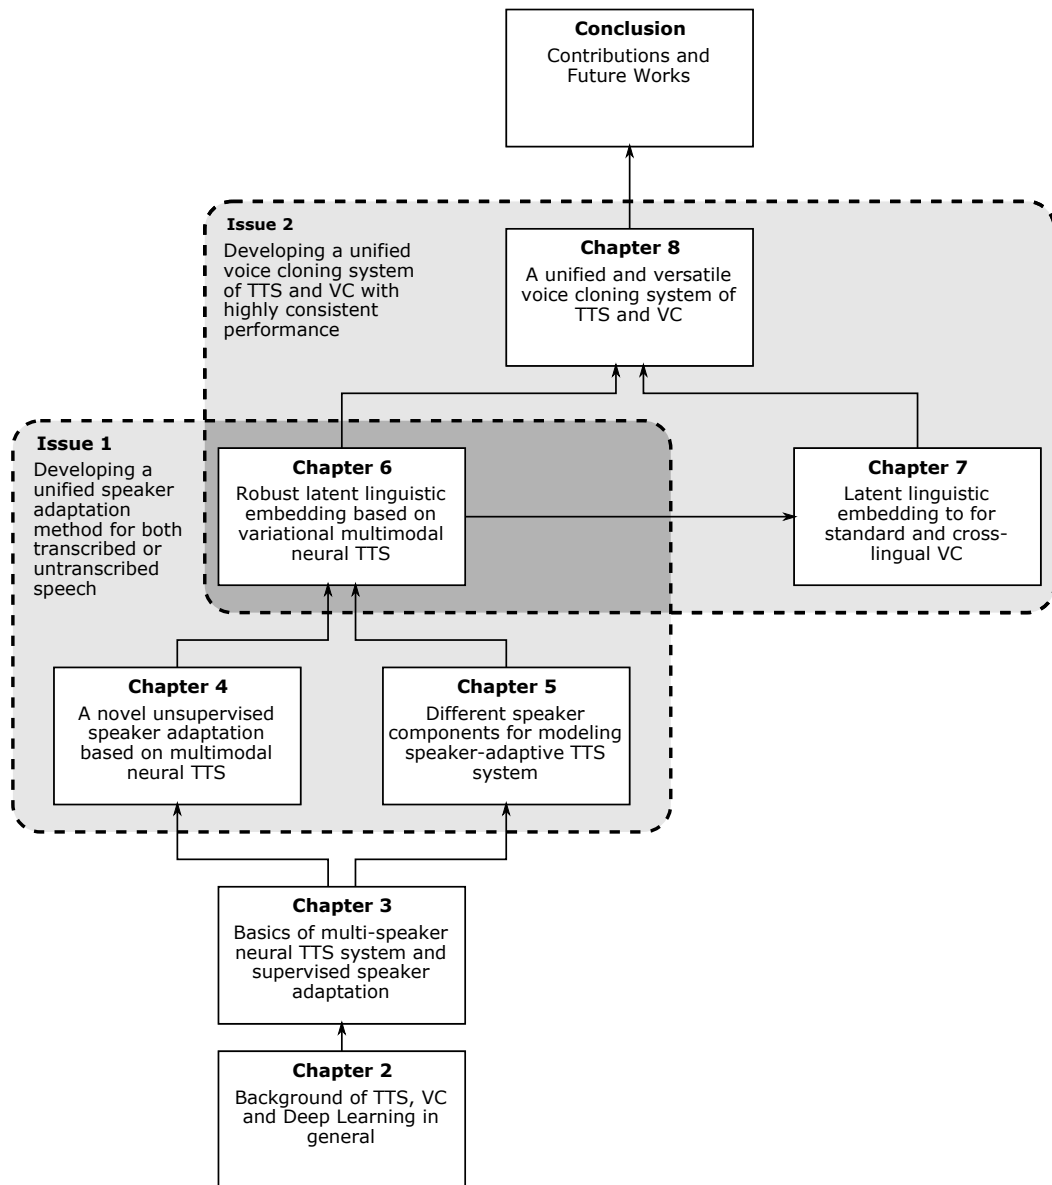 Conclusion
Contributions and
Future Works
Issue 2
Developing a unified
voice cloning system
of TTS and VC with
highly consistent
performance
Chapter 8
A unified and versatile
voice cloning system of
TTS and VC
Issue 1
Developing a
unified speaker
adaptation
method for both
transcribed or
untranscribed
speech
Chapter 6
Robust latent linguistic
embedding based on
variational multimodal
neural TTS
Chapter 7
Latent linguistic
embedding to for
standard and cross-
lingual VC
Chapter 4
A novel unsupervised
speaker adaptation
based on multimodal
neural TTS
Chapter 5
Different speaker
components for modeling
speaker-adaptive TTS
system
Chapter 3
Basics of multi-speaker
neural TTS system and
supervised speaker
adaptation
Chapter 2
Background of TTS, VC
and Deep Learning in
general